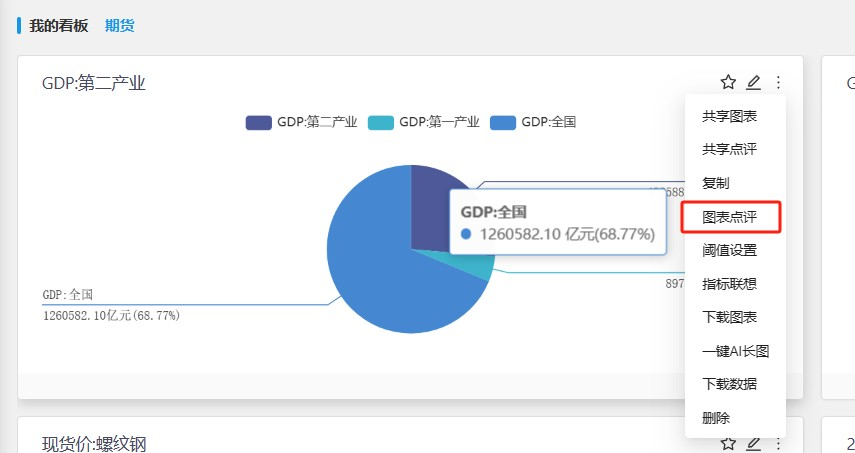 我的看板 期货
GDP:第二产业
GDP:第二产业 GDP:第一产业 GDP:全国
GDP:全国
1260582.10 亿元(68.77%)
GDP:全国
1260582.10亿元(68.77%)
897
共享图表
共享点评
复制
图表点评
阈值设置
指标联想
下载图表
一键AI长图
下载数据
删除
现货价:螺纹钢
G
2